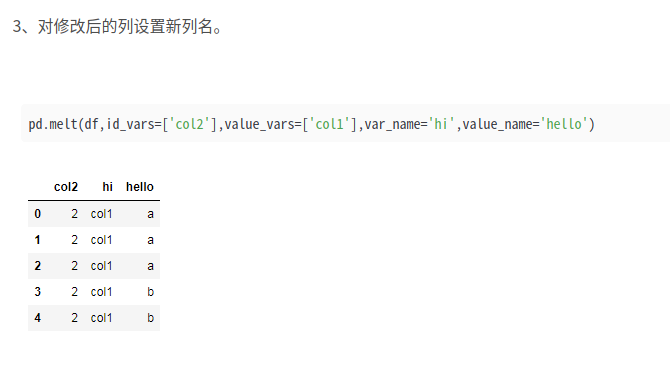 3、对修改后的列设置新列名。
pd.melt(df,id_vars=['col2'],value_vars=['col1'],var_name='hi',value_name='hello')
col2 hi hello
0 2 col1 a
1 2 col1 a
2 2 col1 a
3 2 col1 b
4 2 col1 b